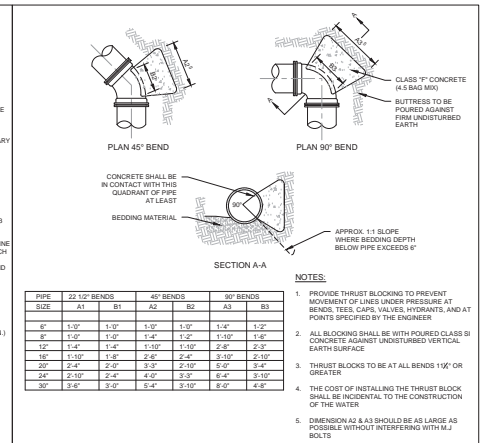 A
A2'
B2'
PLAN 45° BEND
A
A3'
B3'
A
PLAN 90° BEND
CLASS "F" CONCRETE
(4.5 BAG MIX)
BUTTRESS TO BE
POURED AGAINST
FIRM UNDISTURBED
EARTH
CONCRETE SHALL BE
IN CONTACT WITH THIS
QUADRANT OF PIPE
AT LEAST
BEDDING MATERIAL
90°
APPROX. 1:1 SLOPE
WHERE BEDDING DEPTH
BELOW PIPE EXCEEDS 6"
SECTION A-A
PIPE 22 1/2° BENDS 45° BENDS 90° BENDS
SIZE A1 B1 A2 B2 A3 B3
6" 1'-0" 1'-0" 1'-0" 1'-0" 1'-4" 1'-2"
8" 1'-0" 1'-0" 1'-4" 1'-2" 1'-10" 1'-6"
12" 1'-4" 1'-4" 1'-10" 1'-10" 2'-8" 2'-3"
16" 1'-10" 1'-8" 2'-6" 2'-4" 3'-10" 2'-10"
20" 2'-4" 2'-0" 3'-3" 2'-10" 5'-0" 3'-4"
24" 2'-10" 2'-4" 4'-0" 3'-3" 6'-4" 3'-10"
30" 3'-6" 3'-0" 5'-4" 3'-10" 8'-0" 4'-8"
NOTES:
1. PROVIDE THRUST BLOCKING TO PREVENT
MOVEMENT OF LINES UNDER PRESSURE AT
BENDS, TEES, CAPS, VALVES, HYDRANTS, AND AT
POINTS SPECIFIED BY THE ENGINEER
2. ALL BLOCKING SHALL BE WITH POURED CLASS SI
CONCRETE AGAINST UNDISTURBED VERTICAL
EARTH SURFACE
3. THRUST BLOCKS TO BE AT ALL BENDS OR
GREATER
4. THE COST OF INSTALLING THE THRUST BLOCK
SHALL BE INCIDENTAL TO THE CONSTRUCTION
OF THE WATER
5. DIMENSION A2 & A3 SHOULD BE AS LARGE AS
POSSIBLE WITHOUT INTERFERING WITH M.J
BOLTS